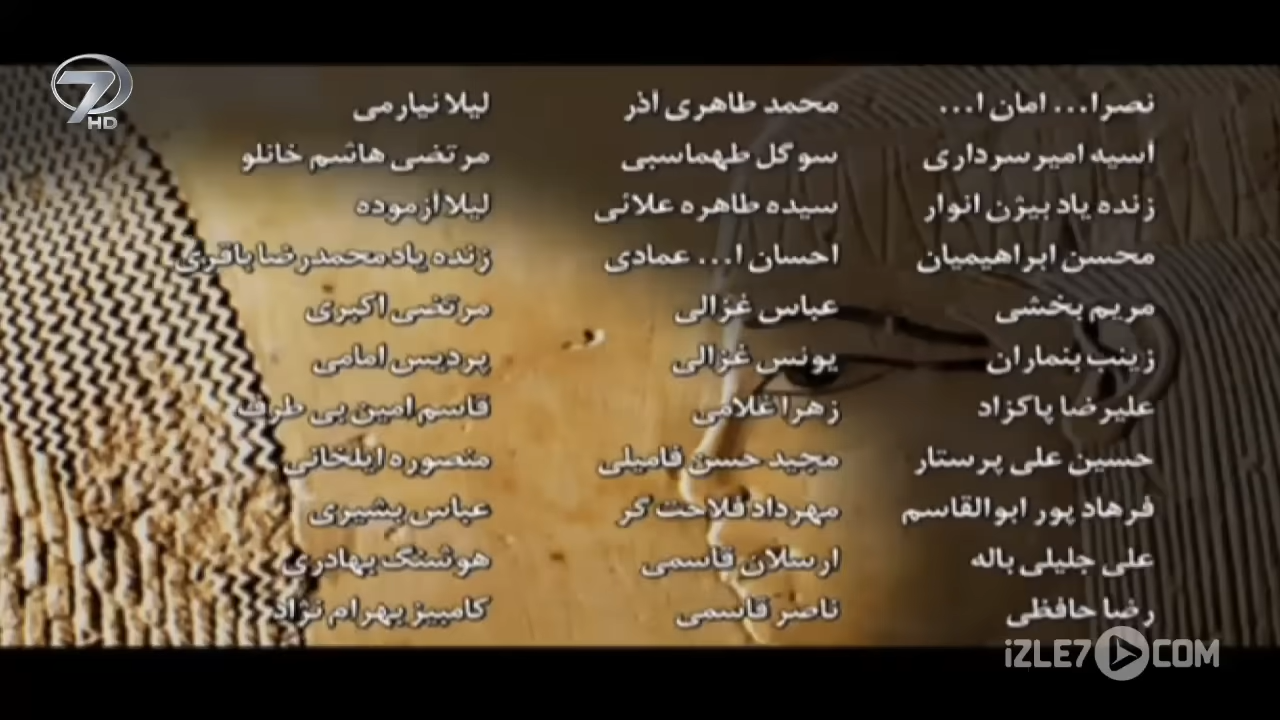 7
HD
نصرا... امان ا...
محمد طاهری آذر
لیلا نیارمی
آسیه امیرسرداری
سوگل طهماسبی
مرتضی هاشم خانلو
زنده یاد بیژن انوار
سیده طاهره علائی
لیلا آزموده
محسن ابراهیمیان
احسان ا... عمادی
زنده یاد محمدرضا باقری
مریم بخشی
عباس غزالی
مرتضی اکبری
زینب بنماران
یونس غزالی
پردیس امامی
علیرضا پاکزاد
زهرا غلامی
قاسم امین بی طرف
حسین علی پرستار
مجید حسن فامیلی
منصوره ایلخانی
فرهاد پور ابوالقاسم
مهرداد فلاحت گر
عباس بشیری
علی جلیلی باله
ارسلان قاسمی
هوشنگ بهادری
رضا حافظی
ناصر قاسمی
کامبیز بهرام نژاد
iZLE7 COM